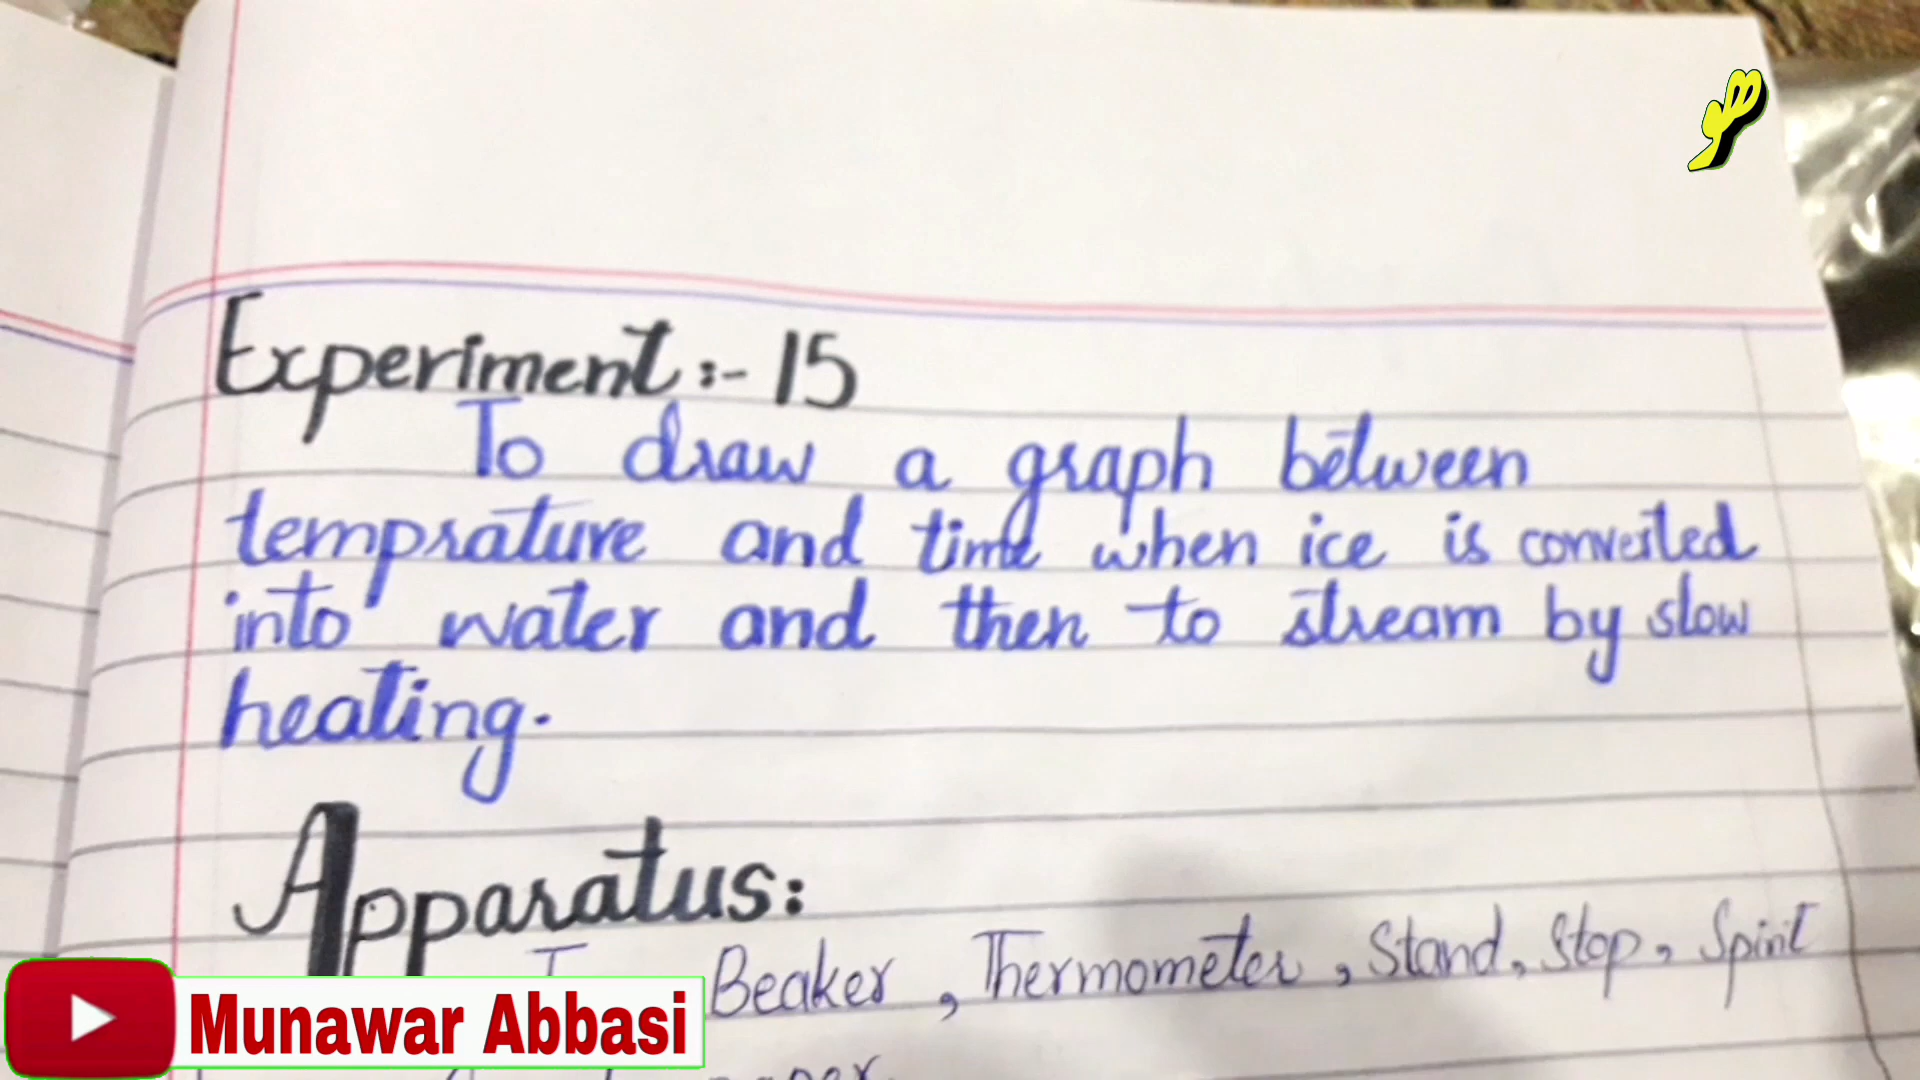 Experiment :- 15
To draw a graph between
temprature and time when ice is converted
into water and then to stream by slow
heating.
Apparatus:
Beaker, Thermometer, Stand, Stop, Spirit
paper.
Munawar Abbasi